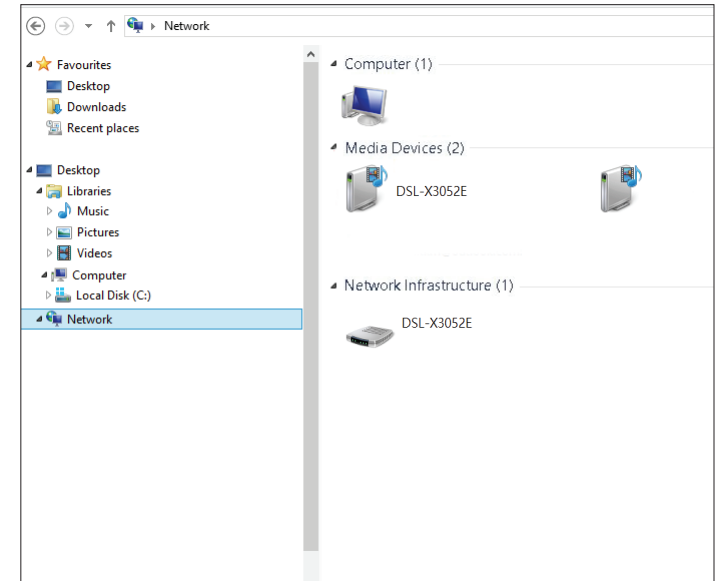 Network
Favourites
Desktop
Downloads
Recent places
Desktop
Libraries
Music
Pictures
Videos
Computer
Local Disk (C:)
Network
Computer (1)
Media Devices (2)
DSL-X3052E
Network Infrastructure (1)
DSL-X3052E